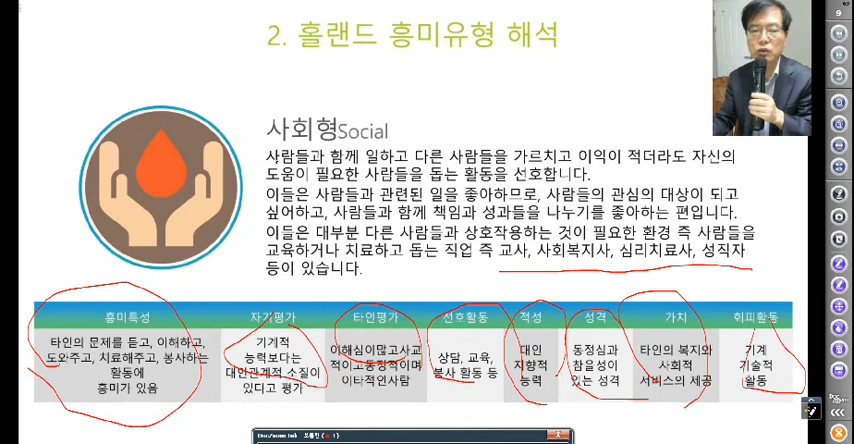 2. 홀랜드 흥미유형 해석
사회형Social
사람들과 함께 일하고 다른 사람들을 가르치고 이익이 적더라도 자신의
도움이 필요한 사람들을 돕는 활동을 선호합니다.
이들은 사람들과 관련된 일을 좋아하므로, 사람들의 관심의 대상이 되고
싶어하고, 사람들과 함께 책임과 성과들을 나누기를 좋아하는 편입니다.
이들은 대부분 다른 사람들과 상호작용하는 것이 필요한 환경 즉 사람들을
교육하거나 치료하고 돕는 직업 즉 교사, 사회복지사, 심리치료사, 성직자
등이 있습니다.
흥미특성 자기평가 타인평가 선호활동 적성 성격 가치 회피활동
타인의 문제를 듣고, 이해하고,
도와주고, 치료해주고, 봉사하는
활동에
흥미가 있음
기계적
능력보다는
대인관계적 소질이
있다고 평가
이해심이많고사교
적이고동정적이며
이타적인사람
상담, 교육,
봉사 활동 등
대인
지향적
능력
동정심과
참을성이
있는 성격
타인의 복지와
사회적
서비스의 제공
기계
기술적
활동
9